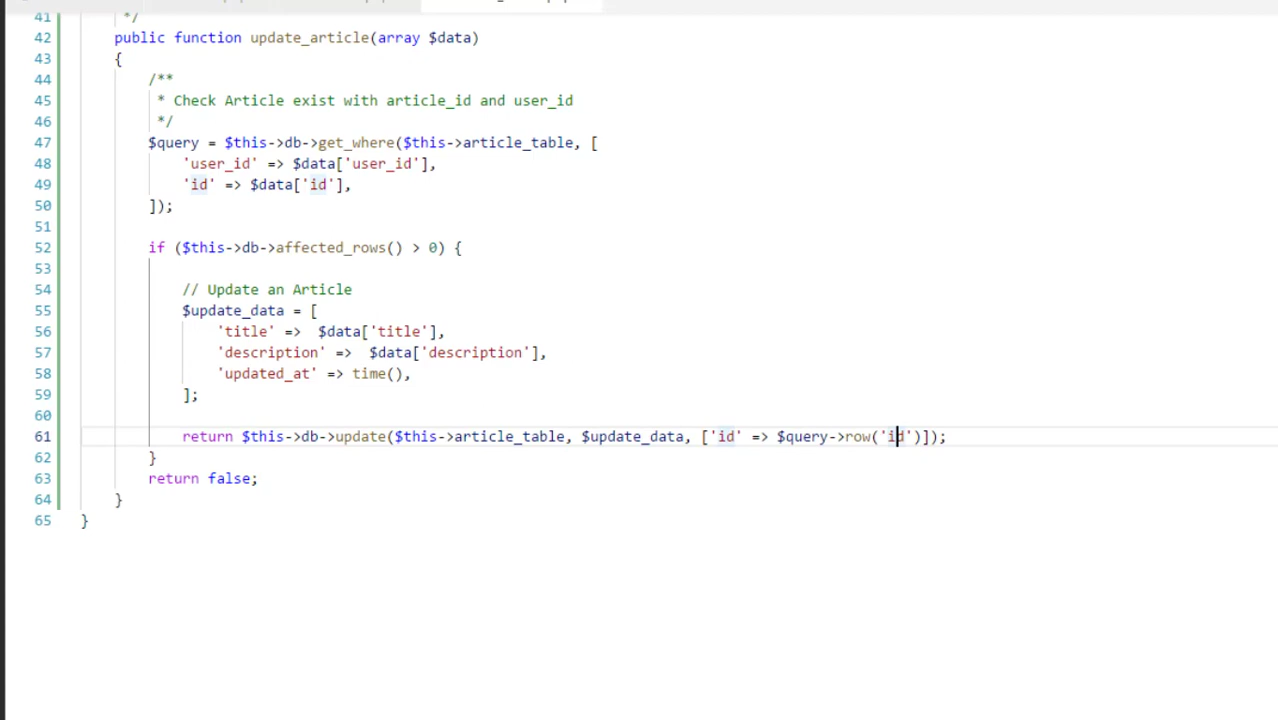 41 */
42 public function update_article(array $data)
43 {
44 /**
45 * Check Article exist with article_id and user_id
46 */
47 $query = $this->db->get_where($this->article_table, [
48 'user_id' => $data['user_id'],
49 'id' => $data['id'],
50 ]);
51
52 if ($this->db->affected_rows() > 0) {
53
54 // Update an Article
55 $update_data = [
56 'title' =>  $data['title'],
57 'description' =>  $data['description'],
58 'updated_at' => time(),
59 ];
60
61 return $this->db->update($this->article_table, $update_data, ['id' => $query->row('id')]);
62 }
63 return false;
64 }
65 }